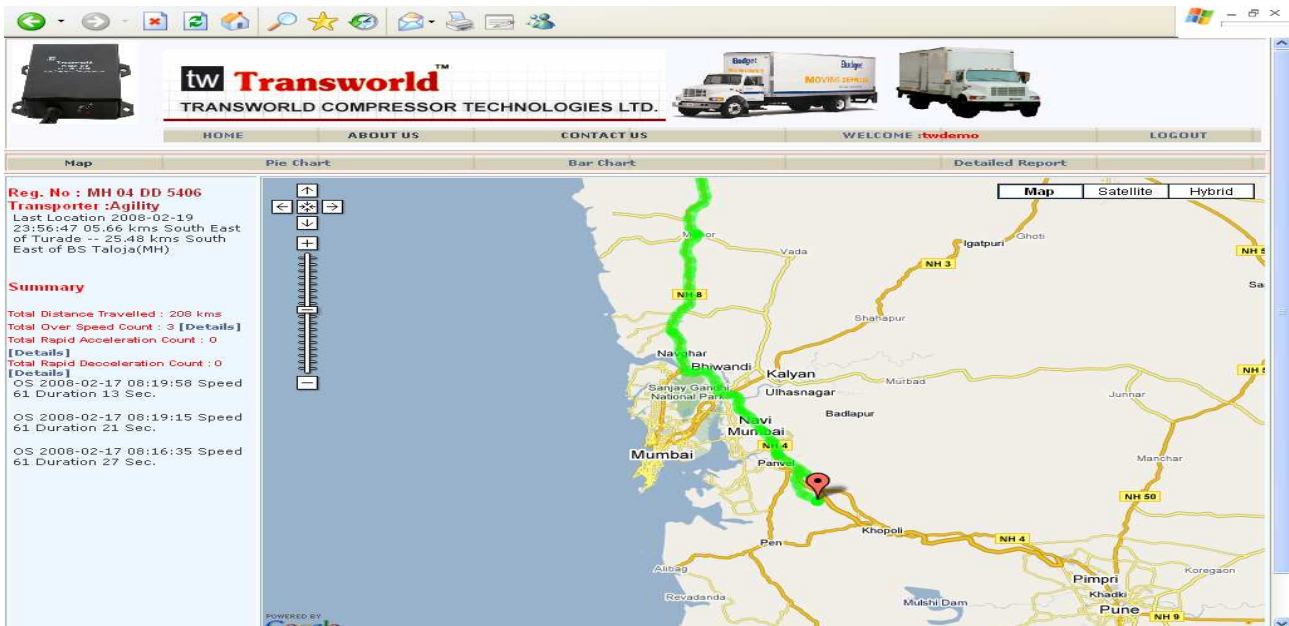 tw Transworld™
TRANSWORLD COMPRESSOR TECHNOLOGIES LTD.
Budget
Budget
MOVING SERVICES
HOME ABOUT US CONTACT US WELCOME :twdemo LOGOUT
Map Pie Chart Bar Chart Detailed Report
Reg. No : MH 04 DD 5406
Transporter :Agility
Last Location 2008-02-19
23:56:47 05.66 kms South East
of Turade -- 25.48 kms South
East of BS Taloja(MH)
Summary
Total Distance Travelled : 208 kms
Total Over Speed Count : 3 [Details]
Total Rapid Acceleration Count : 0
[Details]
Total Rapid Decceleration Count : 0
[Details]
OS 2008-02-17 08:19:58 Speed
61 Duration 13 Sec.
OS 2008-02-17 08:19:15 Speed
61 Duration 21 Sec.
OS 2008-02-17 08:16:35 Speed
61 Duration 27 Sec.
Map Satellite Hybrid
Ghoti
Igatpuri
Vada
NH 3
NH 8
Shahapur
Navghar
Bhiwandi
Kalyan
Murbad
Sanjay Gandhi
National Park
Ulhasnagar
Junnar
Badlapur
Navi
Mumbai
NH 4
Mumbai
Panvel
Manchar
NH 50
Khopoli
NH 4
Pen
Alibag
Koregaon
Pimpri
Revadanda
Mulshi Dam
Khadki
Pune
NH 9
POWERED BY
Google